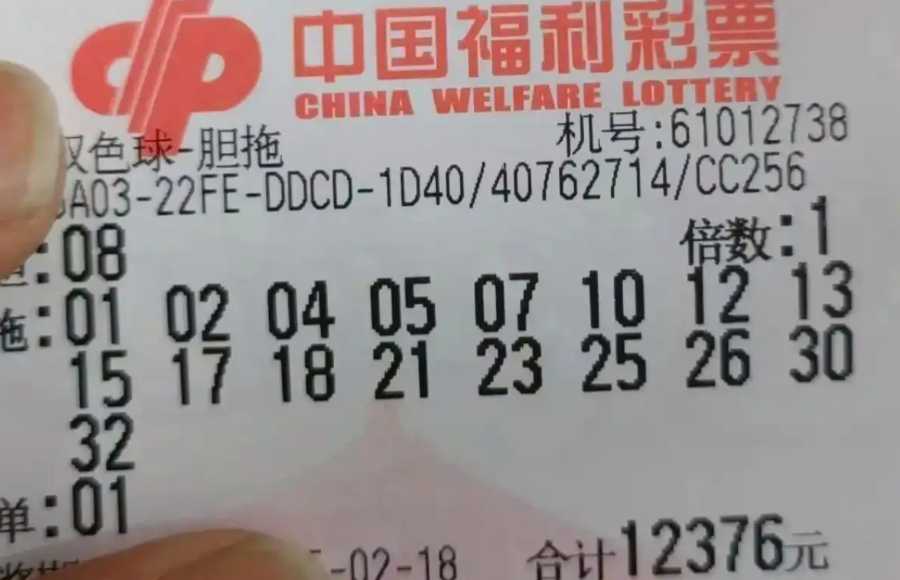 中国福利彩票
CHINA WELFARE LOTTERY
双色球-胆拖 机号:61012738
A03-22FE-DDCD-1D40/40762714/CC256
胆:08 倍数:1
拖:01 02 04 05 07 10 12 13
15 17 18 21 23 25 26 30
32
单:01
-02-18 合计12376元